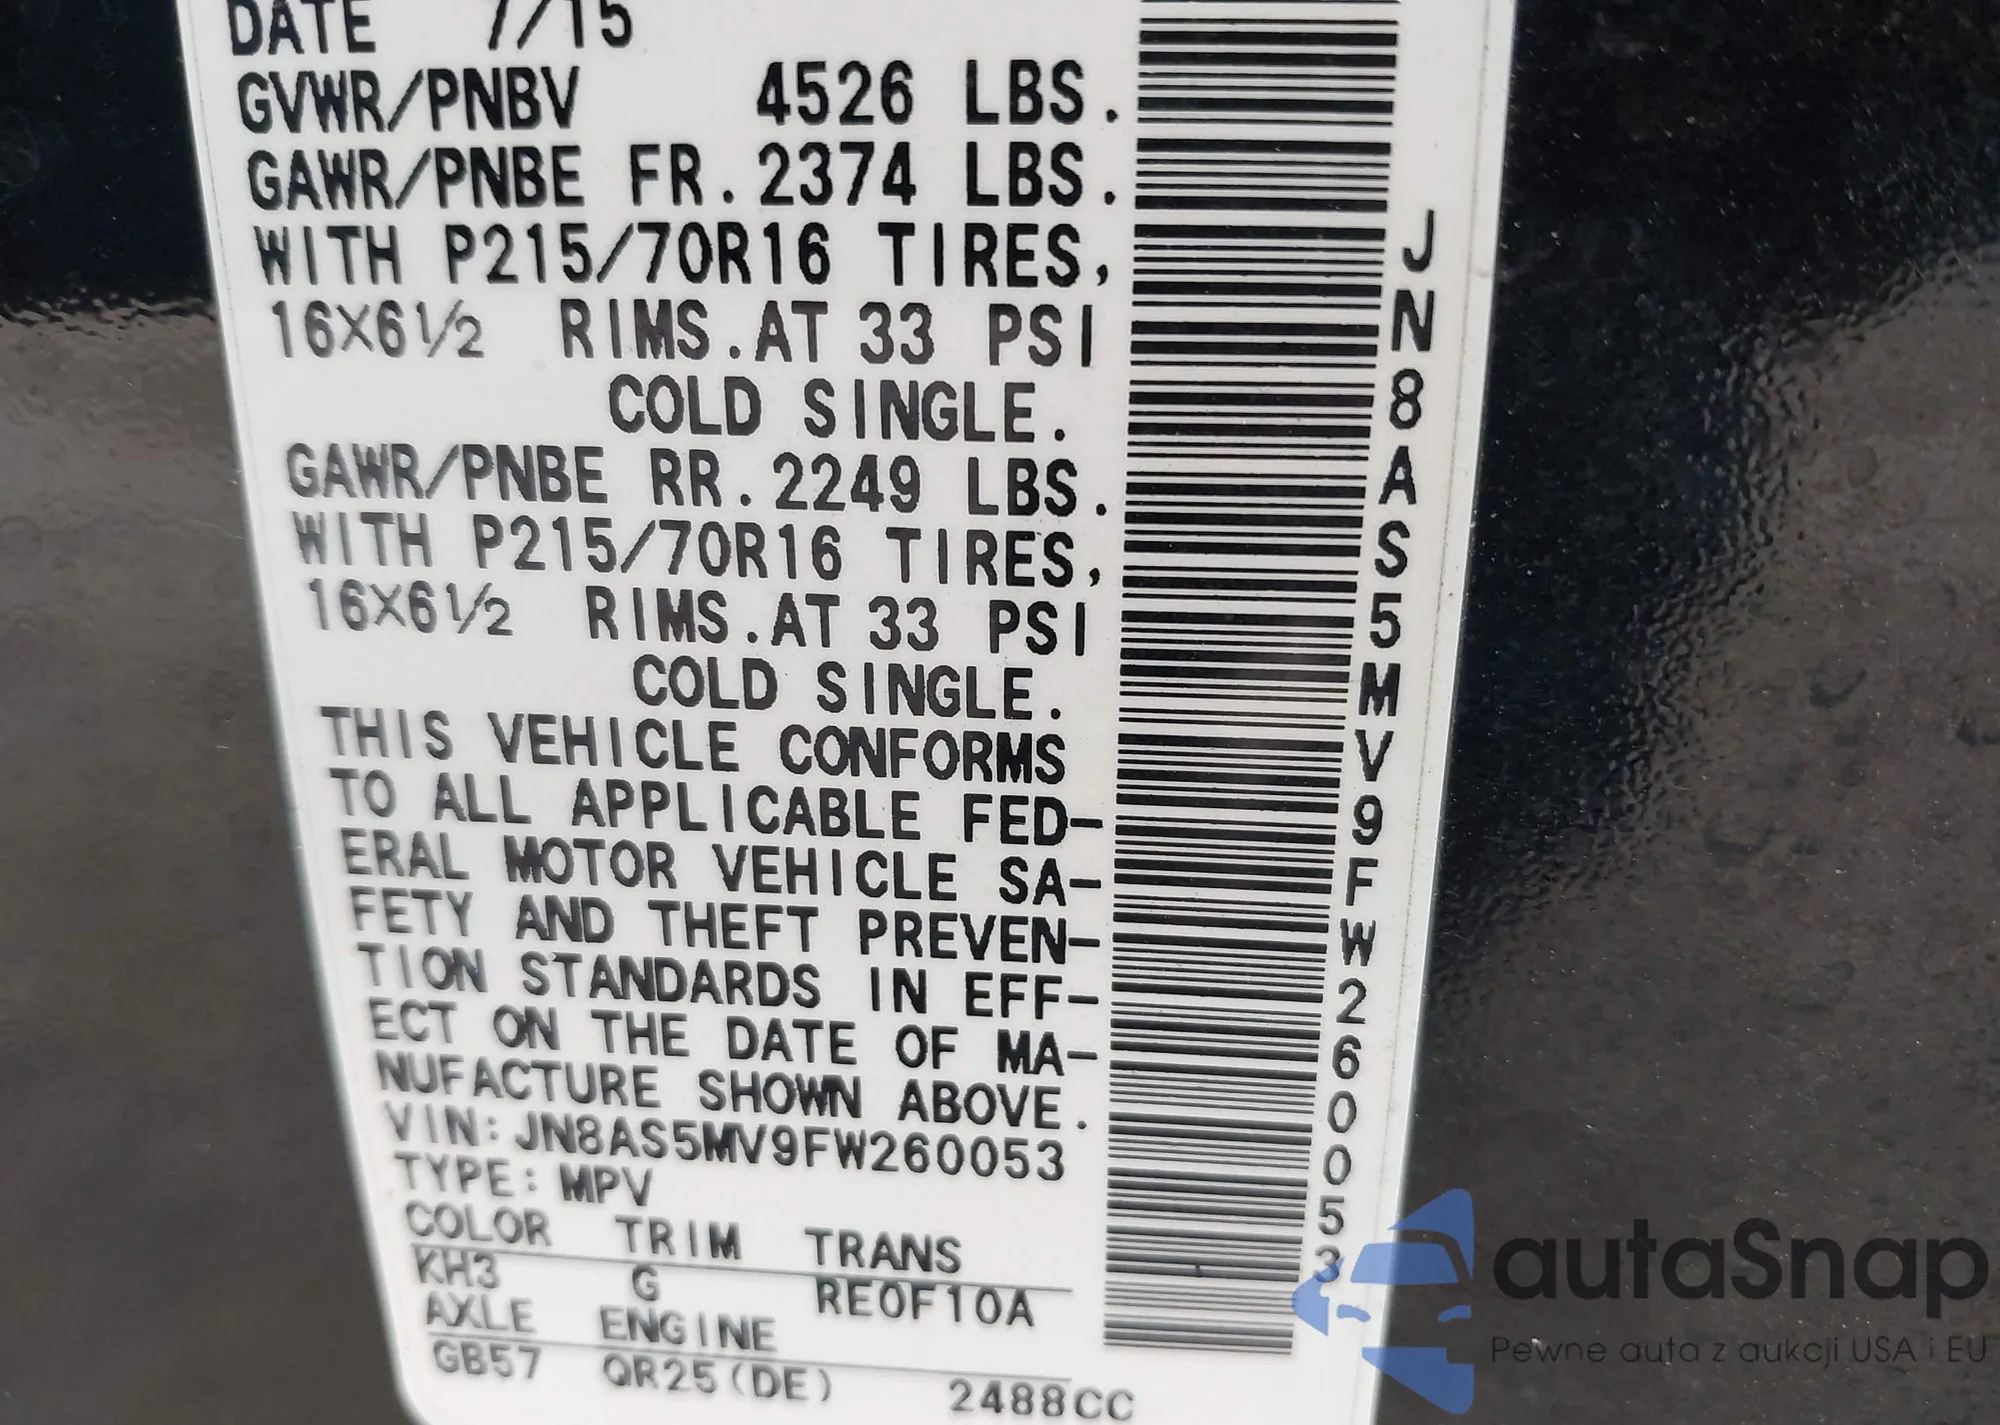 DATE 7/15
GVWR/PNBV 4526 LBS.
GAWR/PNBE FR.2374 LBS.
WITH P215/70R16 TIRES,
16X6½ RIMS.AT 33 PSI
COLD SINGLE.
GAWR/PNBE RR.2249 LBS.
WITH P215/70R16 TIRES,
16X6½ RIMS.AT 33 PSI
COLD SINGLE.
THIS VEHICLE CONFORMS
TO ALL APPLICABLE FED-
ERAL MOTOR VEHICLE SA-
FETY AND THEFT PREVEN-
TION STANDARDS IN EFF-
ECT ON THE DATE OF MA-
NUFACTURE SHOWN ABOVE.
VIN:JN8AS5MV9FW260053
TYPE:MPV
COLOR TRIM TRANS
KH3 G RE0F10A
AXLE ENGINE
GB57 QR25(DE) 2488CC
JN8AS5MV9FW260053
autaSnap
Pewne auta z aukcji USA i EU